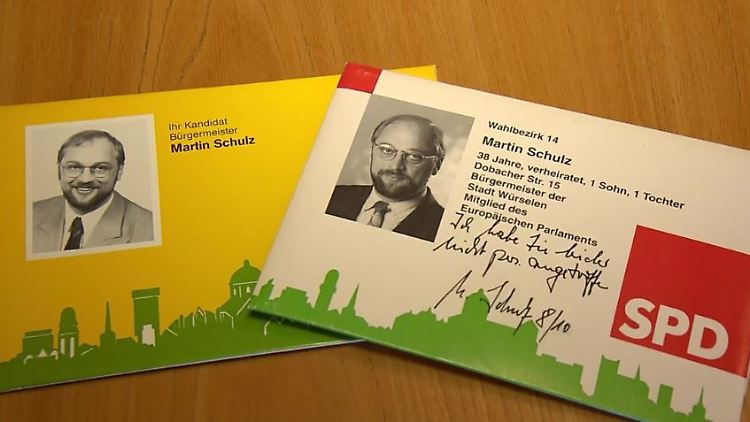 Ihr Kandidat
Bürgermeister
Martin Schulz
Wahlbezirk 14
Martin Schulz
38 Jahre, verheiratet, 1 Sohn, 1 Tochter
Dobacher Str. 15
Bürgermeister der
Stadt Würselen
Mitglied des
Europäischen Parlaments
Ich habe Sie leider
nicht pers. angetroffen
M. Schulz 8/10
SPD